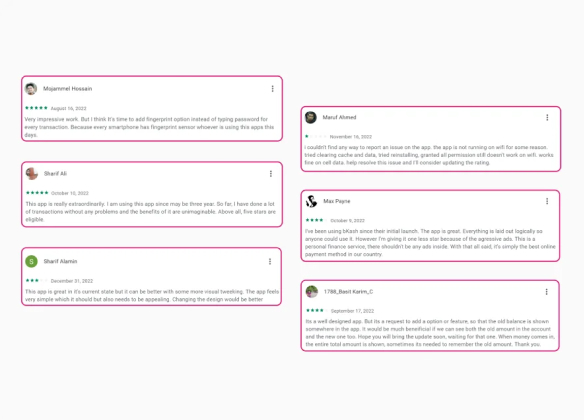 Mojammel Hossain
August 16, 2022
Very impressive work. But I think it's time to add fingerprint option instead of typing password for
every transaction. Because every smartphone has fingerprint sensor whoever is using this apps this
days.
Sharif Ali
October 12, 2022
This app is really extraordinarily. I am using this app since may be three year. So far, I have done a lot
of transactions without any problems and the benefits of it are unimaginable. Above all, five stars are
eligible.
Sharif Alamin
December 31, 2022
This app is great in it's current state but it can be better with some more visual tweeking. The app feels
very simple which it should but also needs to be appealing. Changing the design would be better
Maruf Ahmed
November 16, 2022
I couldn't find any way to report an issue on the app. the app is not running on wifi for some reason.
tried clearing cache and data, tried reinstalling, granted all permission still doesn't work on wifi. works
fine on cell data. help resolve this issue and I'll consider updating the rating.
Max Payne
October 9, 2022
I've been using bKash since their initial launch. The app is great. Everything is laid out logically so
anyone could use it. However I'm giving it one less star because of the agressive ads. This is a
personal finance service, there shouldn't be any ads inside. With that all said, it's simply the best online
payment method in our country
1788_Basit Karim_C
September 17, 2022
Its a well designed app. But its a request to add a option or feature, so that the old balance is shown
somewhere in the app. It would be much beneficial if we can see both the old amount in the account
and the new one too. Hope you will bring the update soon, waiting for that one. When money comes in,
the entire total amount is shown, sometimes its needed to remember the old amount. Thank you.